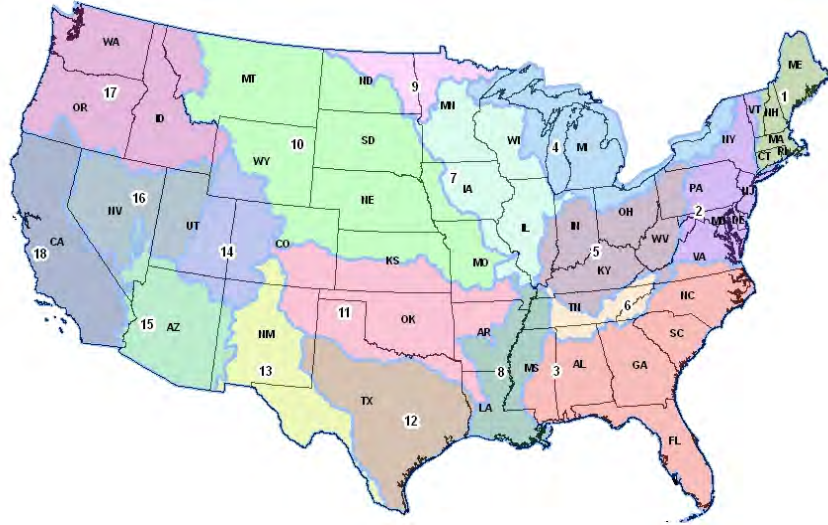 WA
ME
MT
ND
VT
1
17
9
MN
NH
OR
ID
WI
NY
MA
4
MI
CT
RI
SD
10
WY
7
IA
PA
NJ
NE
OH
16
IN
2
MD
DE
NV
UT
IL
WV
14
CO
5
VA
18
CA
KS
MO
KY
6
NC
TN
11
OK
15
AZ
NM
AR
SC
13
8
MS
3
AL
GA
TX
LA
12
FL